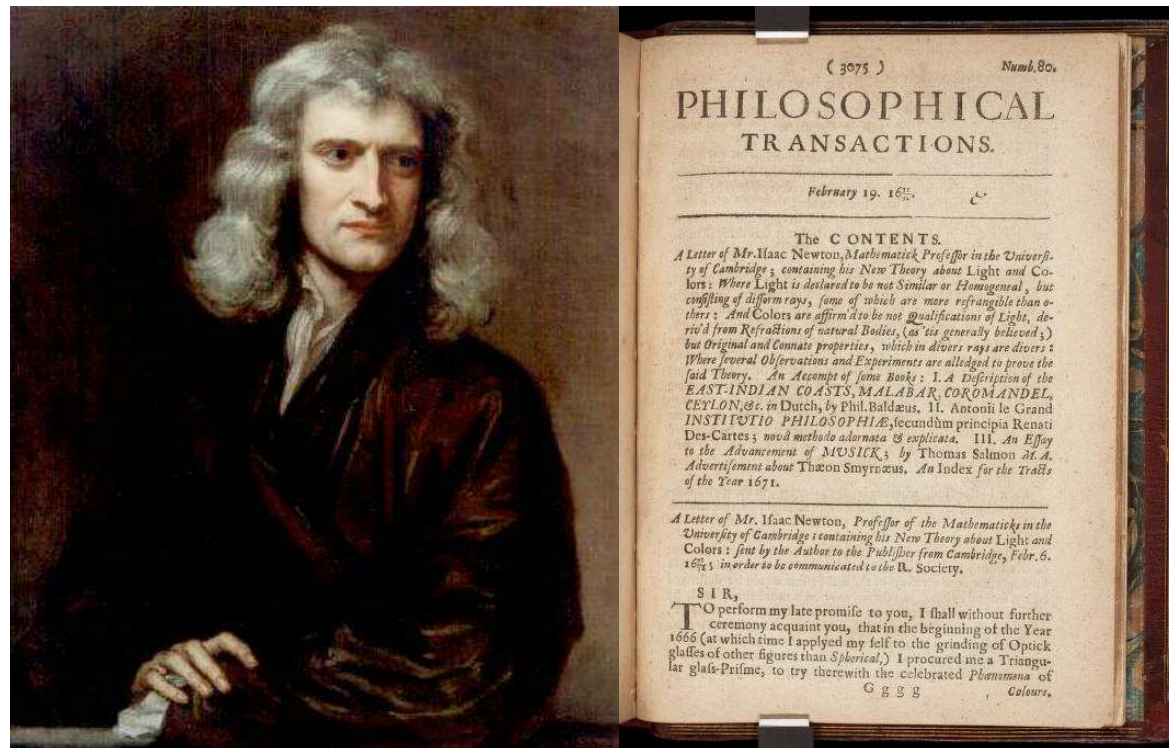 ( 3075 ) Numb.80.
PHILOSOPHICAL
TRANSACTIONS.
February 19. 167½.
The CONTENTS.
A Letter of Mr. Iſaac Newton, Mathematick Profeſſor in the Univerſi-
ty of Cambridge ; containing his New Theory about Light and Co-
lors : Where Light is declared to be not Similar or Homogeneal, but
conſiſting of difform rays, ſome of which are more refrangible than o-
thers : And Colors are affirm'd to be not Qualifications of Light, de-
riv'd from Refractions of natural Bodies, (as 'tis generally believed ;)
but Original and Connate properties, which in divers rays are divers :
Where ſeveral Obſervations and Experiments are alledged to prove the
ſaid Theory. An Accompt of ſome Books : I. A Deſcription of the
EAST-INDIAN COASTS, MALABAR, COROMANDEL,
CEYLON, &c. in Dutch, by Phil. Baldæus. II. Antonii le Grand
INSTITVTIO PHILOSOPHIÆ, ſecundùm principia Renati
Des-Cartes ; novâ methodo adornata & explicata. III. An Eſſay
to the Advancement of MVSICK ; by Thomas Salmon M. A.
Advertiſement about Thæon Smyrnæus. An Index for the Tracts
of the Year 1671.
A Letter of Mr. Iſaac Newton, Profeſſor of the Mathematicks in the
Univerſity of Cambridge ; containing his New Theory about Light and
Colors : ſent by the Author to the Publiſher from Cambridge, Febr. 6.
in order to be communicated to the R. Society.
SIR,
TO perform my late promiſe to you, I ſhall without further
ceremony acquaint you, that in the beginning of the Year
1666 (at which time I applyed my ſelf to the grinding of Optick
glaſſes of other figures than Spherical,) I procured me a Triangu-
lar glaſs-Priſme, to try therewith the celebrated Phænomena of
G g g g Colours.